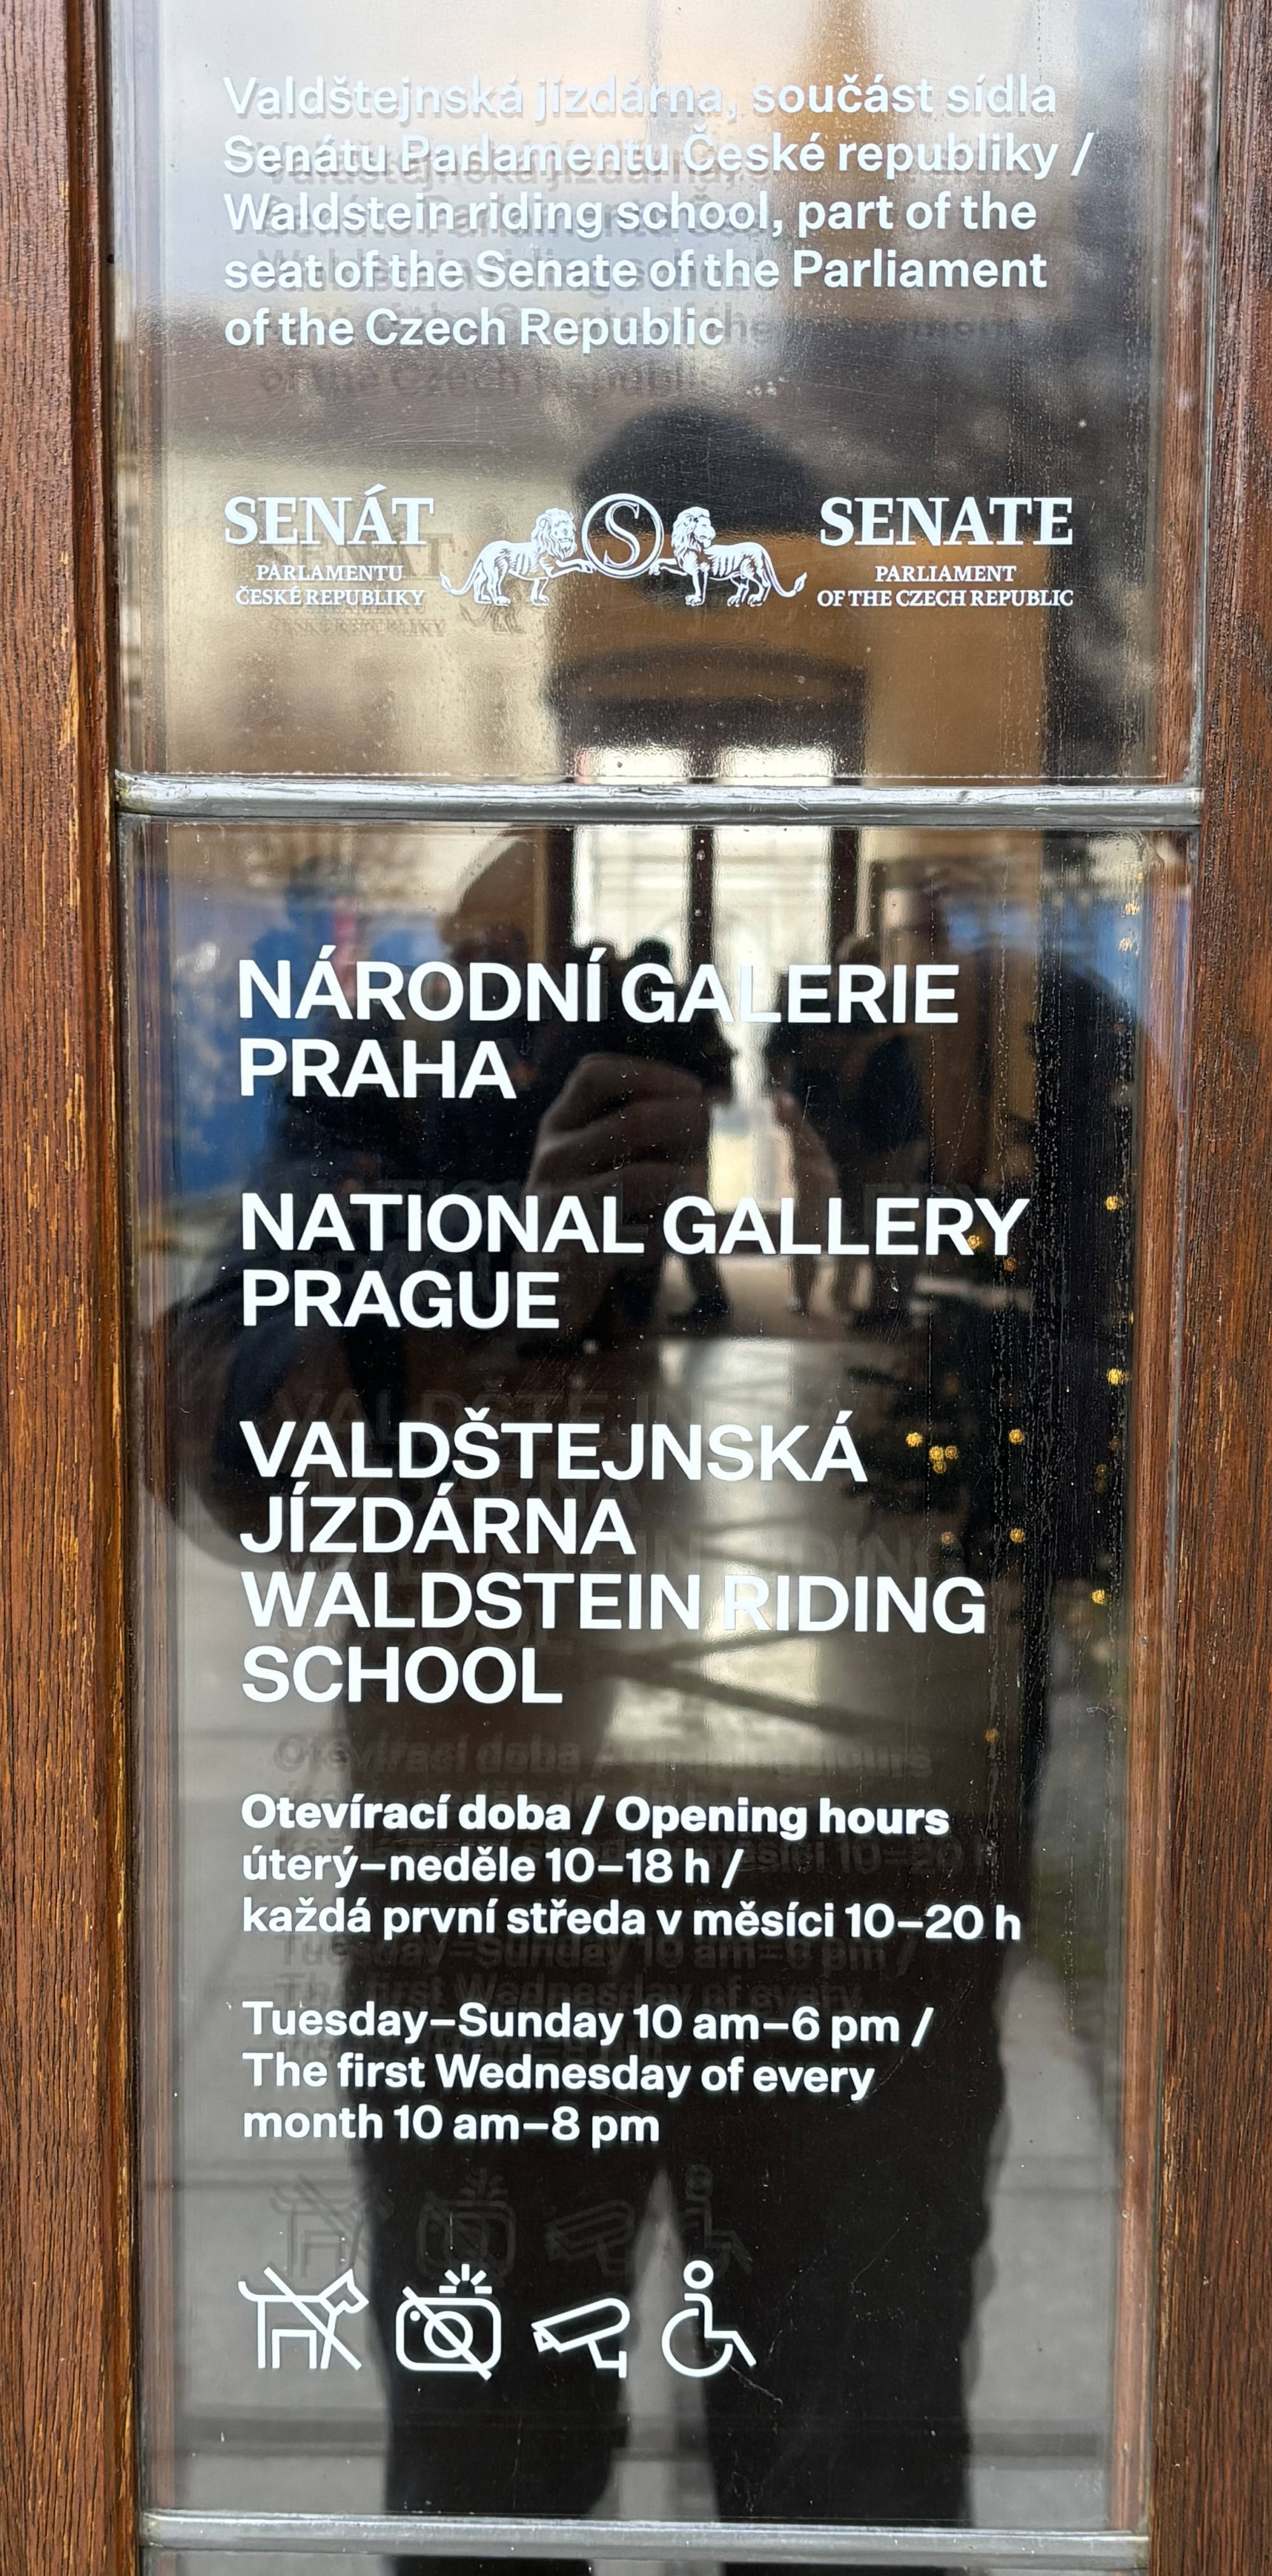 Valdštejnská jízdárna, součást sídla
Senátu Parlamentu České republiky /
Waldstein riding school, part of the
seat of the Senate of the Parliament
of the Czech Republic
SENÁT
PARLAMENTU
ČESKÉ REPUBLIKY
S
SENATE
PARLIAMENT
OF THE CZECH REPUBLIC
NÁRODNÍ GALERIE
PRAHA
NATIONAL GALLERY
PRAGUE
VALDŠTEJNSKÁ
JÍZDÁRNA
WALDSTEIN RIDING
SCHOOL
Otevírací doba / Opening hours
úterý–neděle 10–18 h /
každá první středa v měsíci 10–20 h
Tuesday–Sunday 10 am–6 pm /
The first Wednesday of every
month 10 am–8 pm